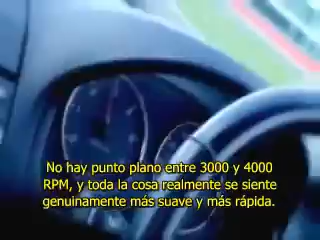 No hay punto plano entre 3000 y 4000
RPM, y toda la cosa realmente se siente
genuinamente más suave y más rápida.